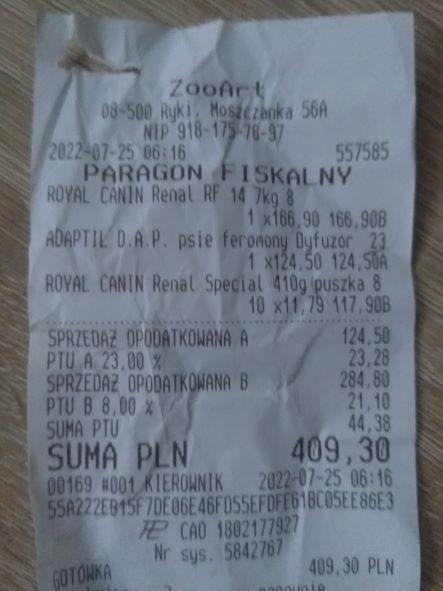 ZooArt
08-500 Ryki, Moszczanka 56A
NIP 918-175-78-97
2022-07-25 06:16 557585
PARAGON FISKALNY
ROYAL CANIN Renal RF 14 7kg 8
1 x166,90 166,90B
ADAPTIL D.A.P. psie feromony Dyfuzor 23
1 x124,50 124,50A
ROYAL CANIN Renal Special 410g puszka 8
10 x11,79 117,90B
SPRZEDAŻ OPODATKOWANA A 124,50
PTU A 23,00 % 23,28
SPRZEDAŻ OPODATKOWANA B 284,80
PTU B 8,00 % 21,10
SUMA PTU 44,38
SUMA PLN 409,30
00169 #001 KIEROWNIK 2022-07-25 06:16
55A222EB15F7DE06E46FD55EFDFE61BC05EE86E3
CAO 1802177927
Nr sys. 5842767
GOTÓWKA 409,30 PLN